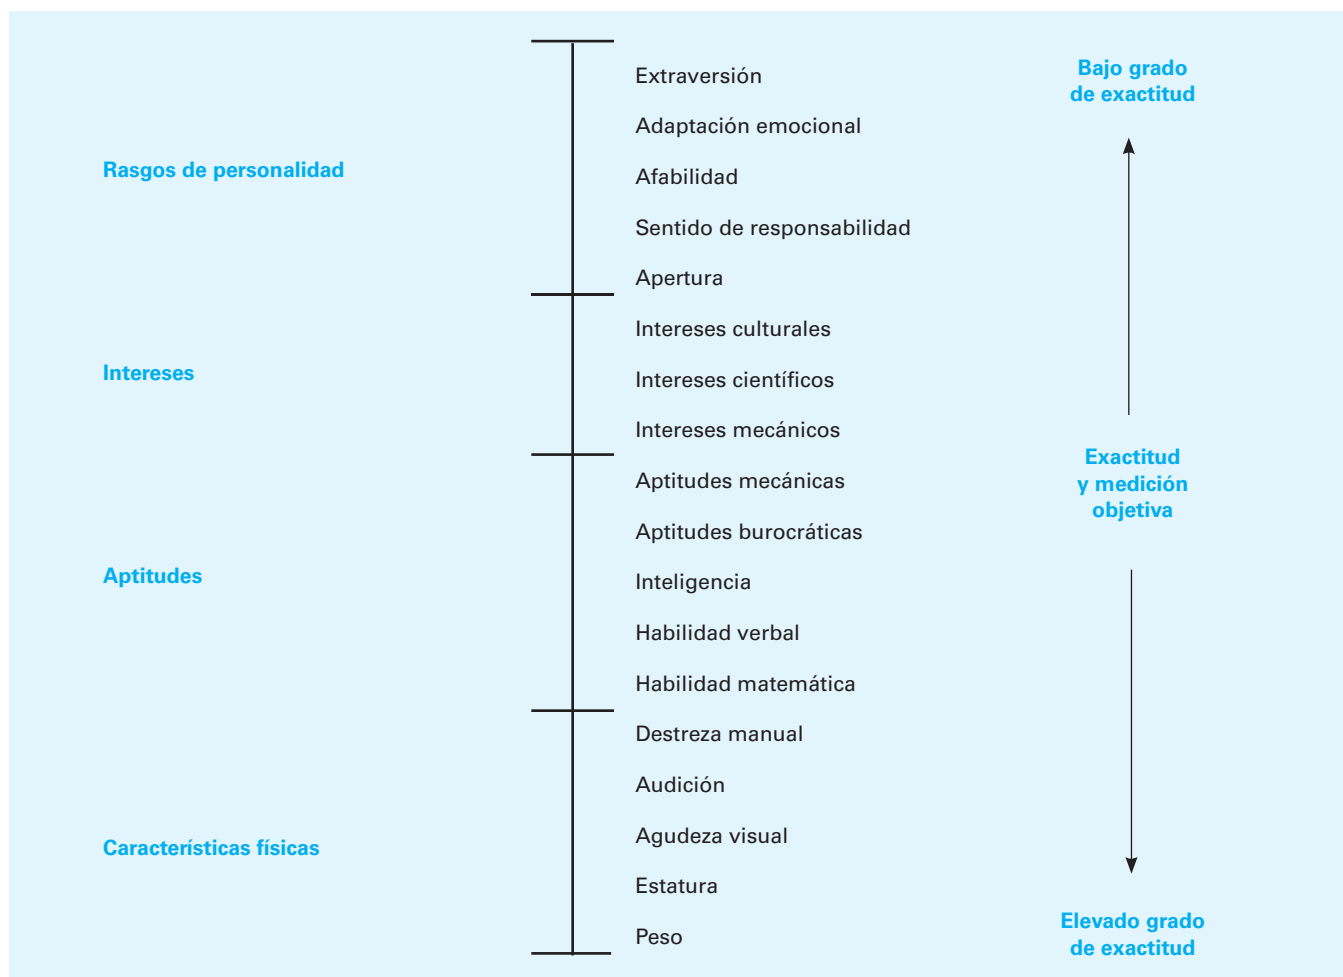 Rasgos de personalidad
Extraversión
Adaptación emocional
Afabilidad
Sentido de responsabilidad
Apertura
Intereses
Intereses culturales
Intereses científicos
Intereses mecánicos
Aptitudes
Aptitudes mecánicas
Aptitudes burocráticas
Inteligencia
Habilidad verbal
Habilidad matemática
Características físicas
Destreza manual
Audición
Agudeza visual
Estatura
Peso
Bajo grado
de exactitud
Exactitud
y medición
objetiva
Elevado grado
de exactitud